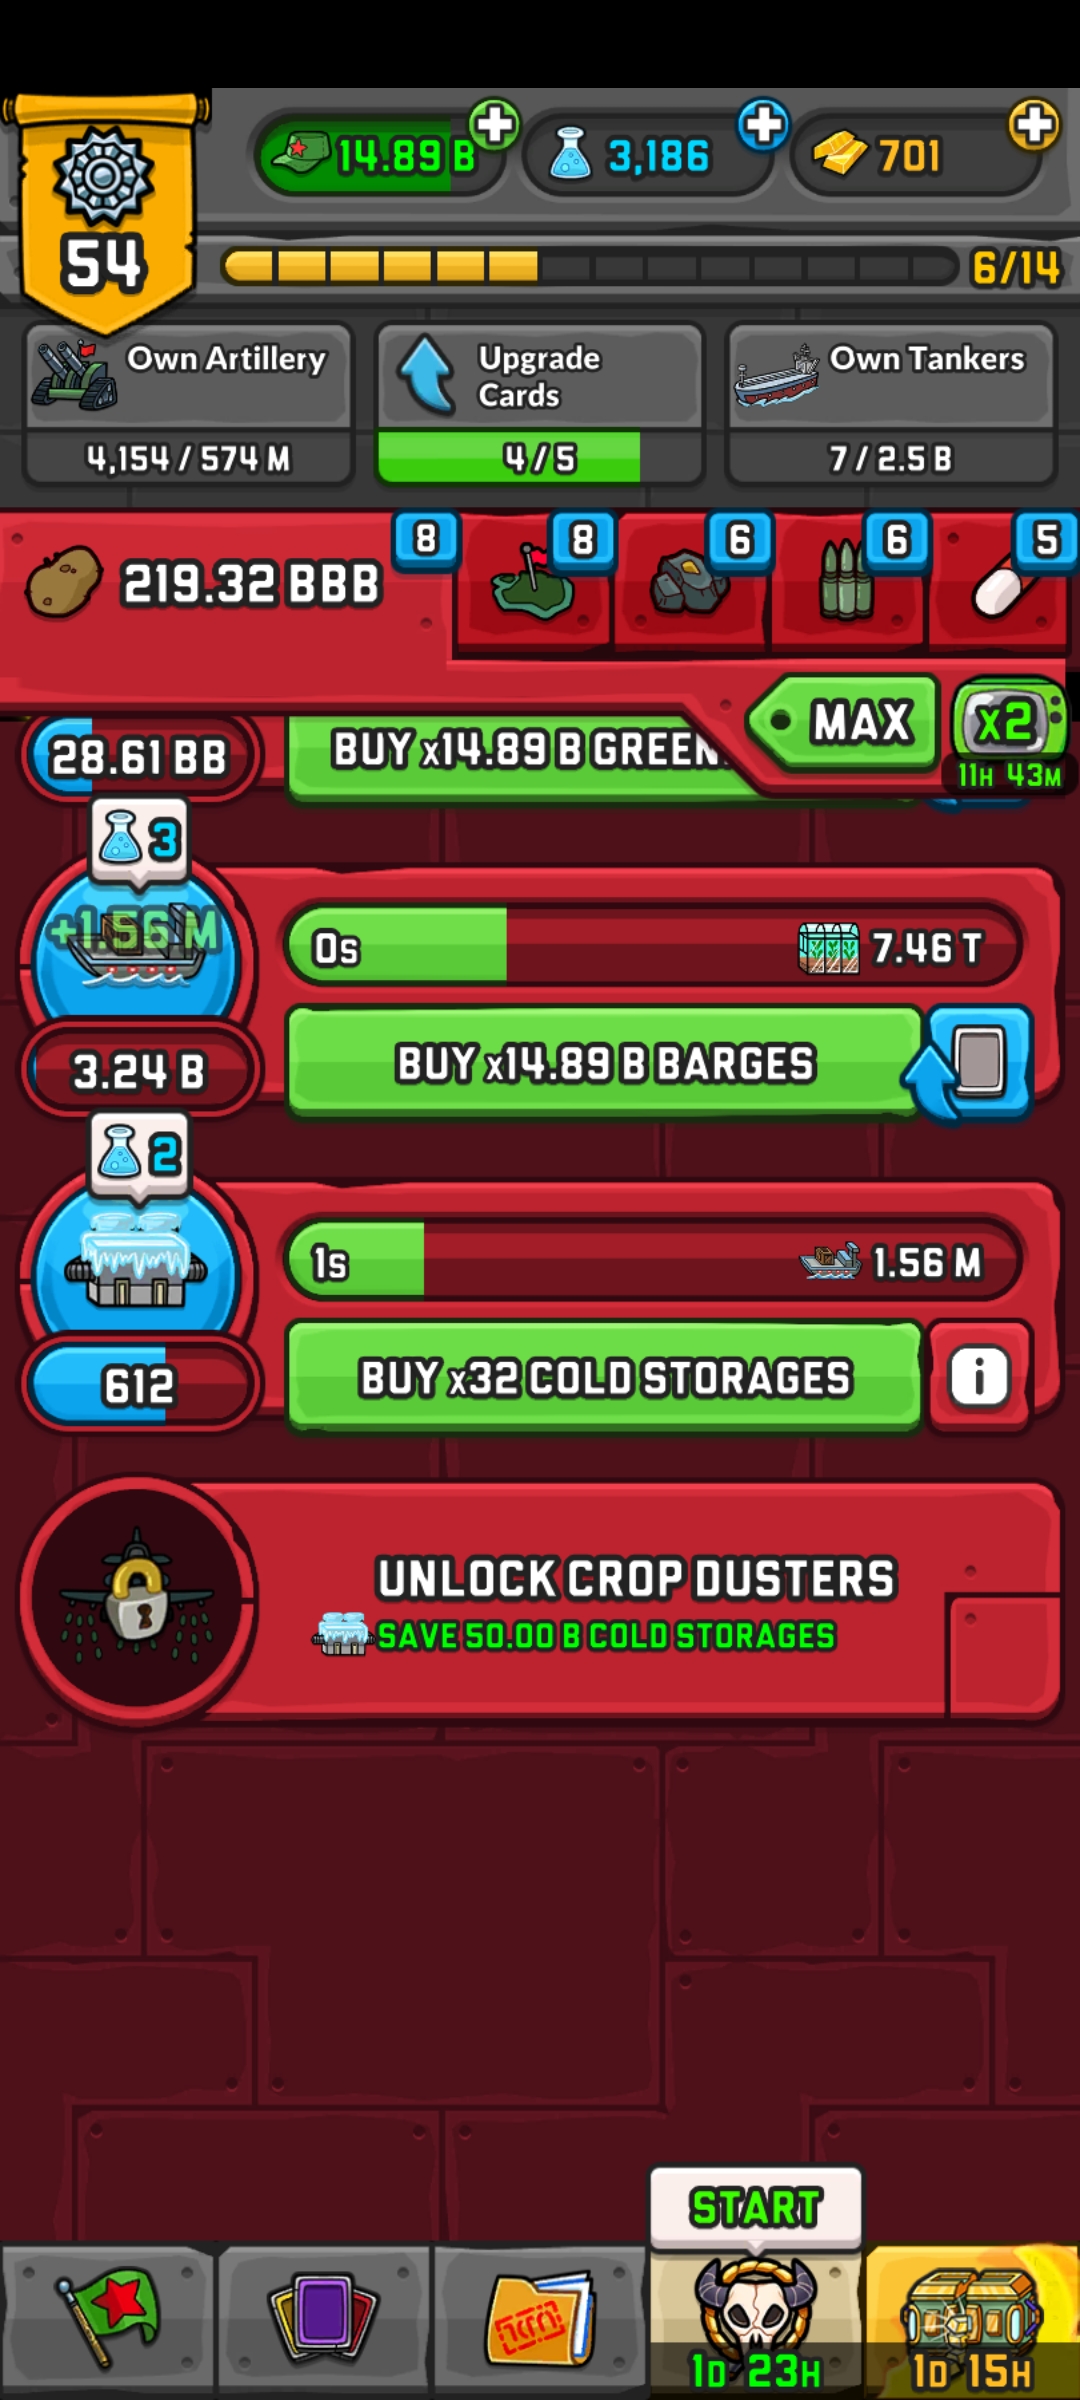 54
14.89 B
3,186
701
6/14
Own Artillery
4,154 / 574 M
Upgrade
Cards
4 / 5
Own Tankers
7 / 2.5 B
219.32 BBB
8
8
6
6
5
MAX
x2
11H 43M
28.61 BB
BUY x14.89 B GREEN
3
+1.56 M
0s
7.46 T
3.24 B
BUY x14.89 B BARGES
2
1s
1.56 M
612
BUY x32 COLD STORAGES
i
UNLOCK CROP DUSTERS
SAVE 50.00 B COLD STORAGES
START
1D 23H
1D 15H